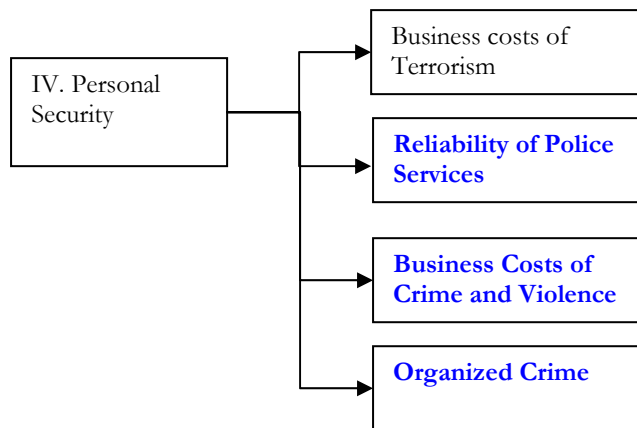 IV. Personal
Security
Business costs of
Terrorism
Reliability of Police
Services
Business Costs of
Crime and Violence
Organized Crime